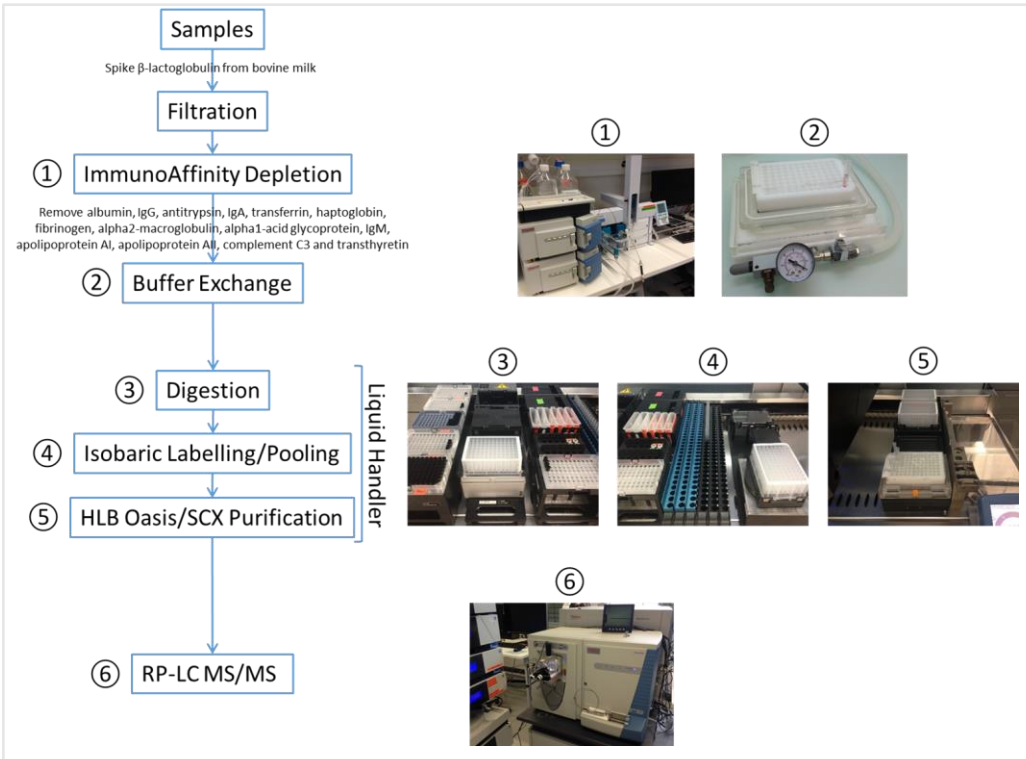 Samples
Spike β-lactoglobulin from bovine milk
Filtration
① ImmunoAffinity Depletion
Remove albumin, IgG, antitrypsin, IgA, transferrin, haptoglobin,
fibrinogen, alpha2-macroglobulin, alpha1-acid glycoprotein, IgM,
apolipoprotein AI, apolipoprotein AII, complement C3 and transthyretin
② Buffer Exchange
③ Digestion
④ Isobaric Labelling/Pooling
⑤ HLB Oasis/SCX Purification
Liquid Handler
⑥ RP-LC MS/MS
① ②
③ ④ ⑤
⑥